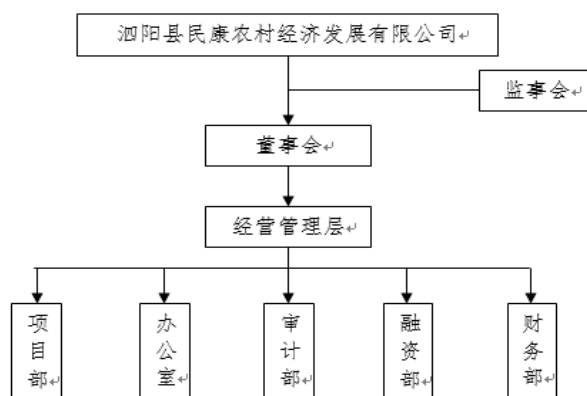 泗阳县民康农村经济发展有限公司
监事会
董事会
经营管理层
项目部
办公室
审计部
融资部
财务部